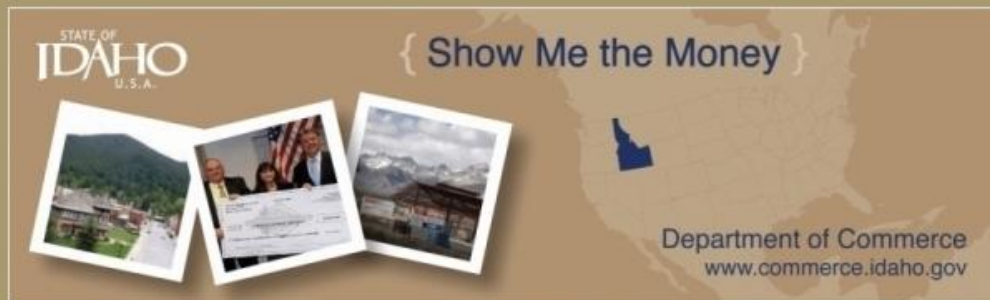 STATE OF
IDAHO
U.S.A.
{ Show Me the Money }
Department of Commerce
www.commerce.idaho.gov